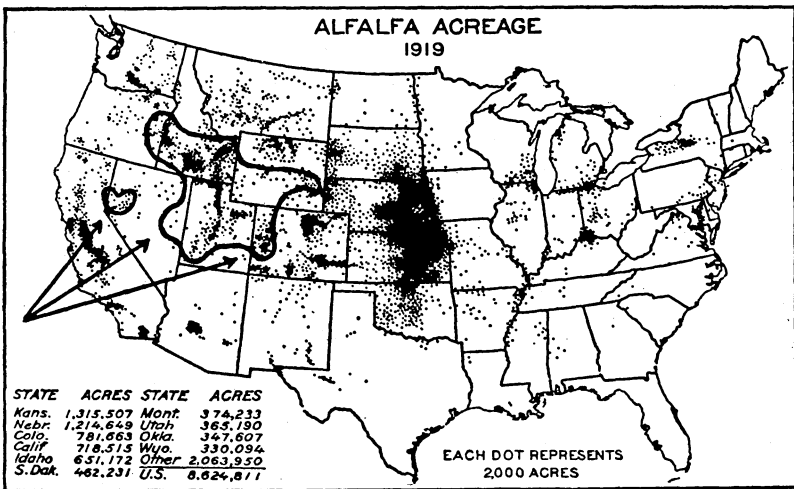 ALFALFA ACREAGE
1919
STATE ACRES STATE ACRES
Kans. 1,315,507 Mont. 374,233
Nebr. 1,214,649 Utah 365,190
Colo. 781,663 Okla. 347,607
Calif 718,515 Wyo. 330,094
Idaho 651,172 Other 2,063,950
S.Dak. 462,231 U.S. 8,624,811
EACH DOT REPRESENTS
2,000 ACRES